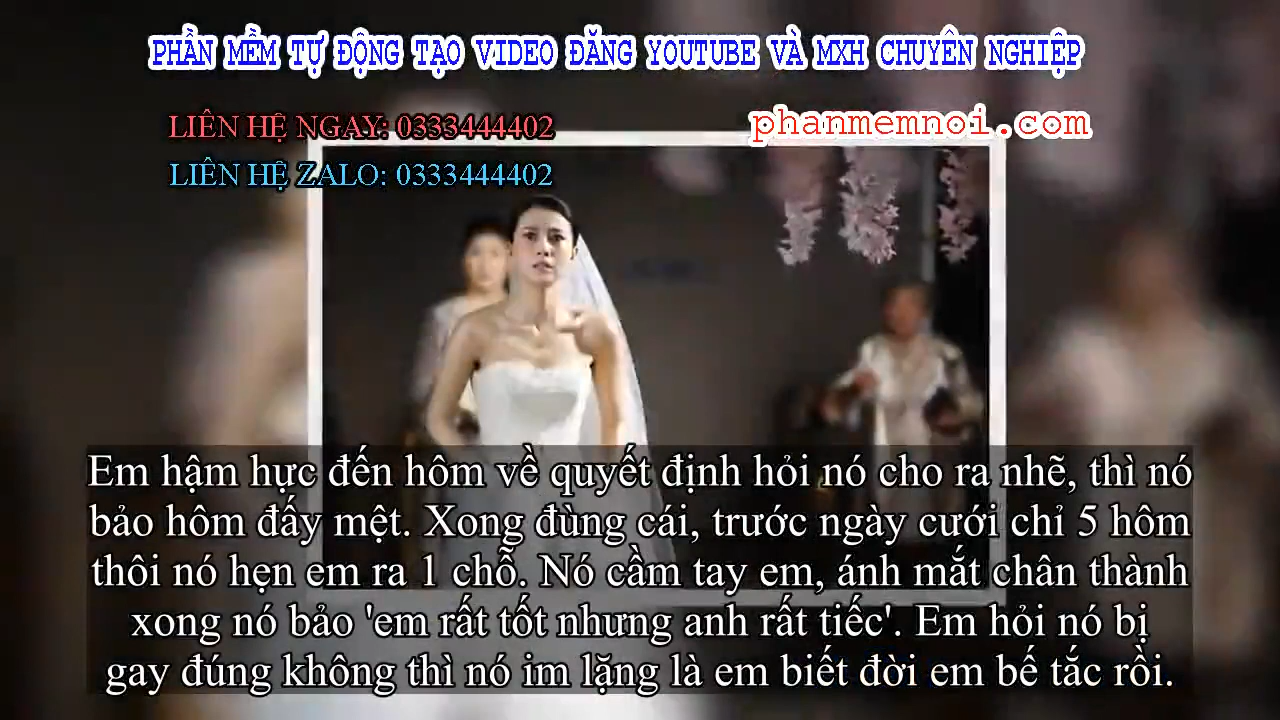 PHẦN MỀM TỰ ĐỘNG TẠO VIDEO ĐĂNG YOUTUBE VÀ MXH CHUYÊN NGHIỆP
LIÊN HỆ NGAY: 0333444402
phanmemnoi.com
LIÊN HỆ ZALO: 0333444402
Em hậm hực đến hôm về quyết định hỏi nó cho ra nhẽ, thì nó
bảo hôm đấy mệt. Xong đùng cái, trước ngày cưới chỉ 5 hôm
thôi nó hẹn em ra 1 chỗ. Nó cầm tay em, ánh mắt chân thành
xong nó bảo 'em rất tốt nhưng anh rất tiếc'. Em hỏi nó bị
gay đúng không thì nó im lặng là em biết đời em bế tắc rồi.